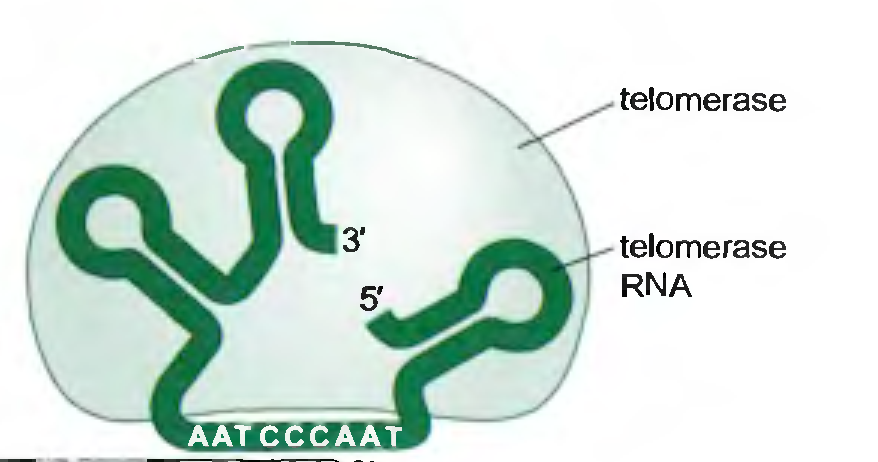 telomerase
3′
telomerase
RNA
5′
AATCCCAAT